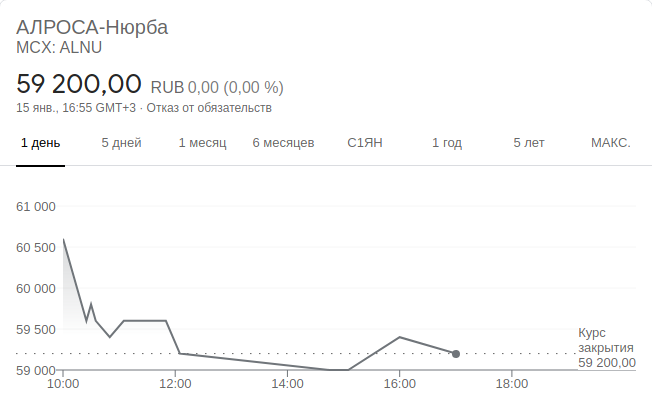 АЛРОСА-Нюрба
MCX: ALNU
59 200,00 RUB 0,00 (0,00 %)
15 янв., 16:55 GMT+3 · Отказ от обязательств
1 день 5 дней 1 месяц 6 месяцев С1ЯН 1 год 5 лет МАКС.
61 000
60 500
60 000
59 500
59 000
Курс
закрытия
59 200,00
10:00 12:00 14:00 16:00 18:00